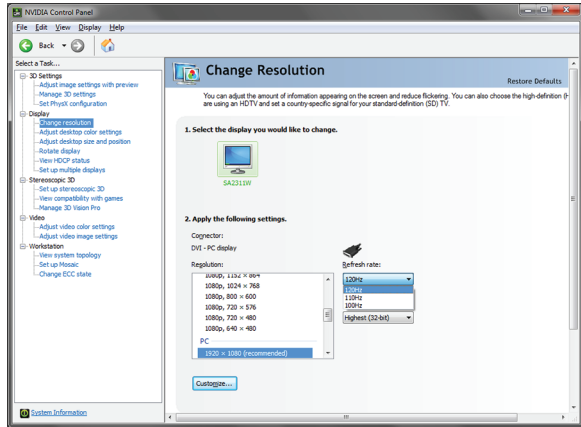 NVIDIA Control Panel
File Edit View Display Help
Back
Select a Task...
3D Settings
Adjust image settings with preview
Manage 3D settings
Set PhysX configuration
Display
Change resolution
Adjust desktop color settings
Adjust desktop size and position
Rotate display
View HDCP status
Set up multiple displays
Stereoscopic 3D
Set up stereoscopic 3D
View compatibility with games
Manage 3D Vision Pro
Video
Adjust video color settings
Adjust video image settings
Workstation
View system topology
Set up Mosaic
Change ECC state
System Information
Change Resolution
Restore Defaults
You can adjust the amount of information appearing on the screen and reduce flickering. You can also choose the high-definition (H
are using an HDTV and set a country-specific signal for your standard-definition (SD) TV.
1. Select the display you would like to change.
SA2311W
2. Apply the following settings.
Connector:
DVI - PC display
Resolution:
Refresh rate:
1080p, 1152 × 864
1080p, 1024 × 768
1080p, 800 × 600
1080p, 720 × 576
1080p, 720 × 480
1080p, 640 × 480
PC
1920 × 1080 (recommended)
120Hz
120Hz
110Hz
100Hz
Highest (32-bit)
Customize...